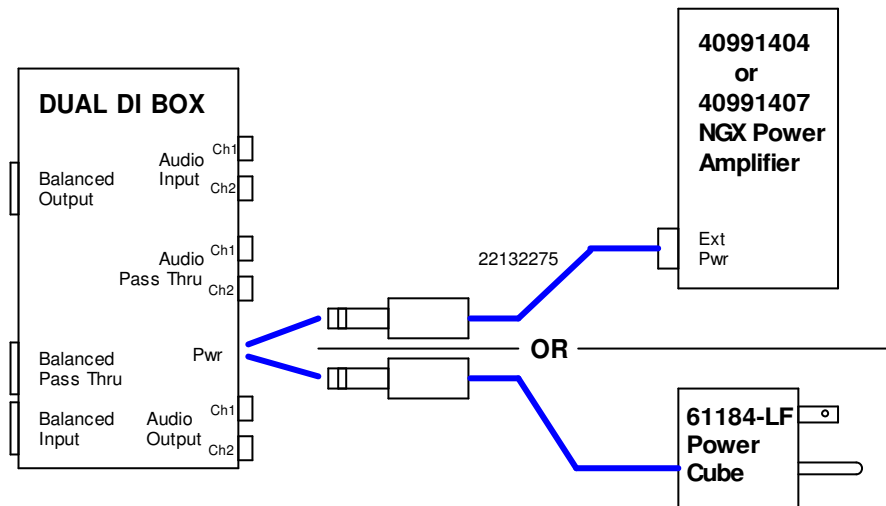 DUAL DI BOX
Balanced
Output
Audio
Input
Ch1
Ch2
Audio
Pass Thru
Ch1
Ch2
Pwr
Balanced
Pass Thru
Balanced
Input
Audio
Output
Ch1
Ch2
22132275
40991404
or
40991407
NGX Power
Amplifier
Ext
Pwr
OR
61184-LF
Power
Cube